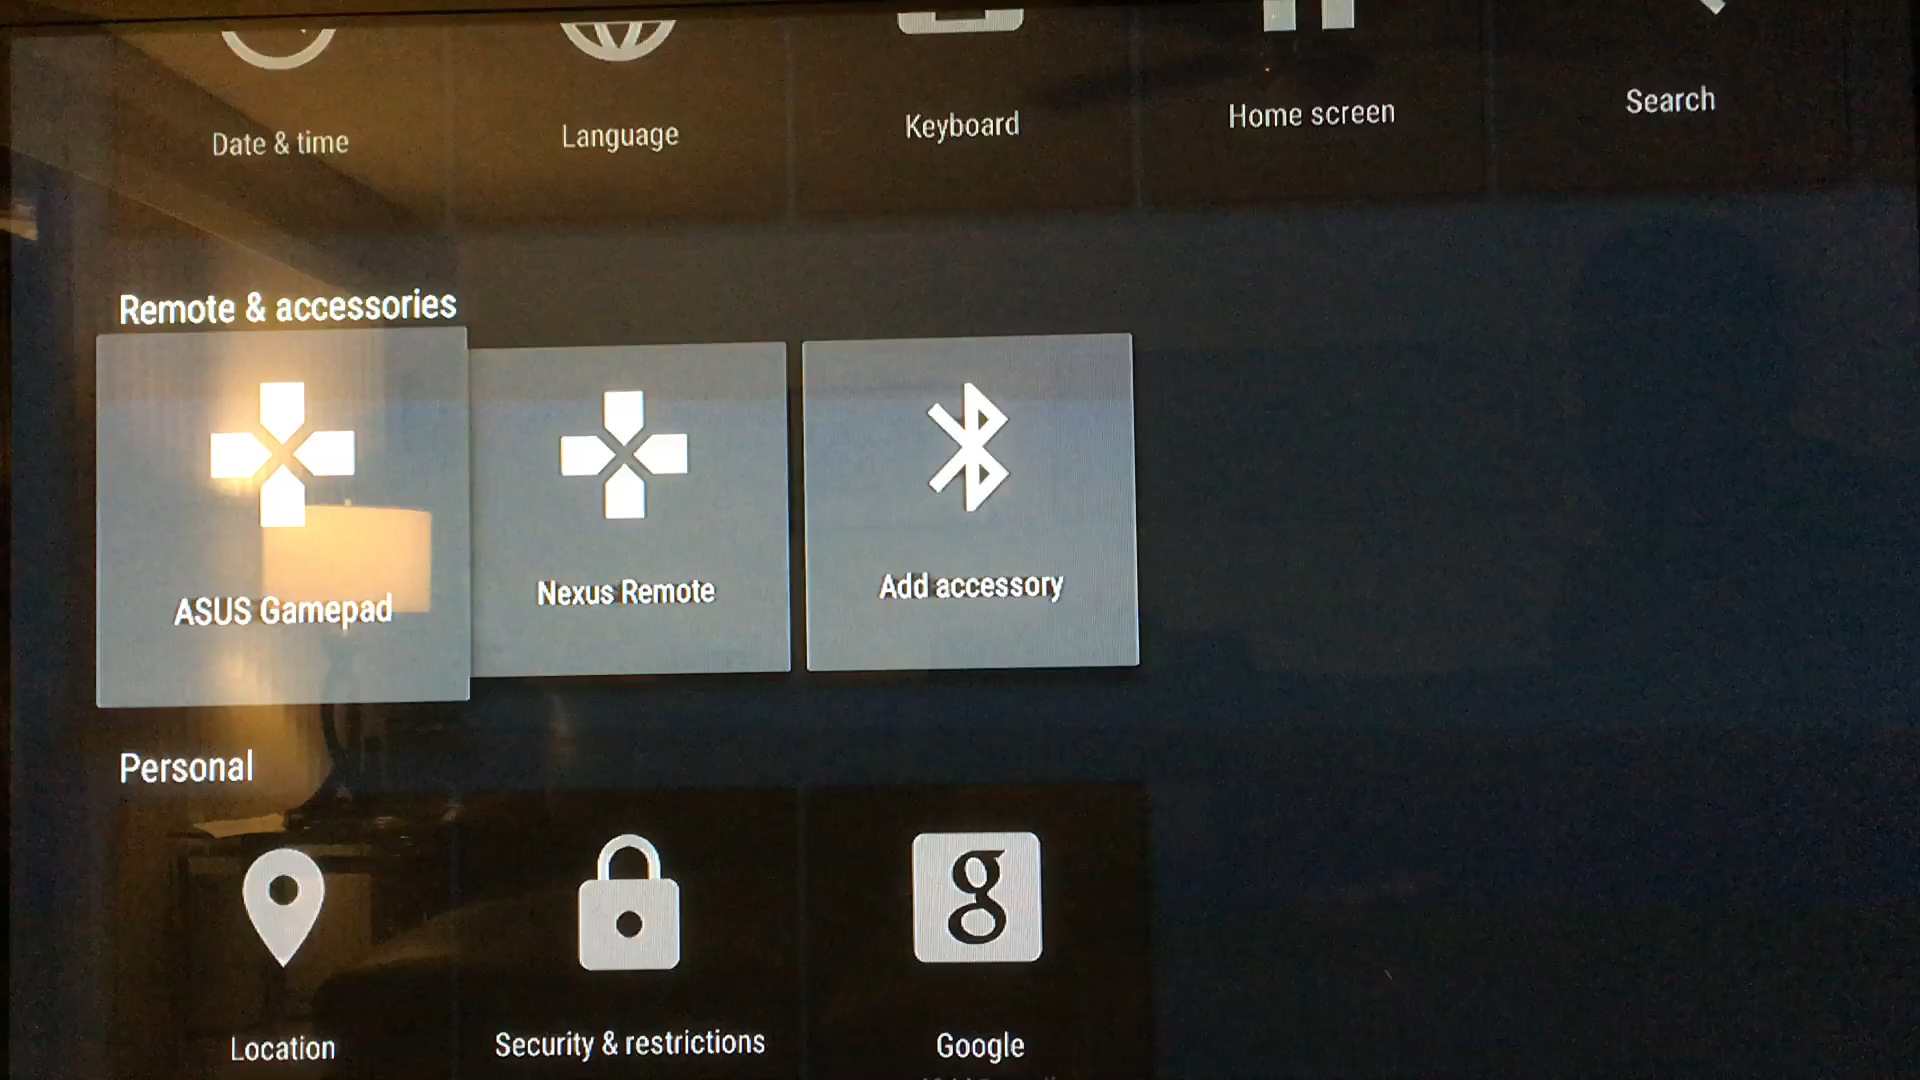 Date & time
Language
Keyboard
Home screen
Search
Remote & accessories
ASUS Gamepad
Nexus Remote
Add accessory
Personal
g
Location
Security & restrictions
Google